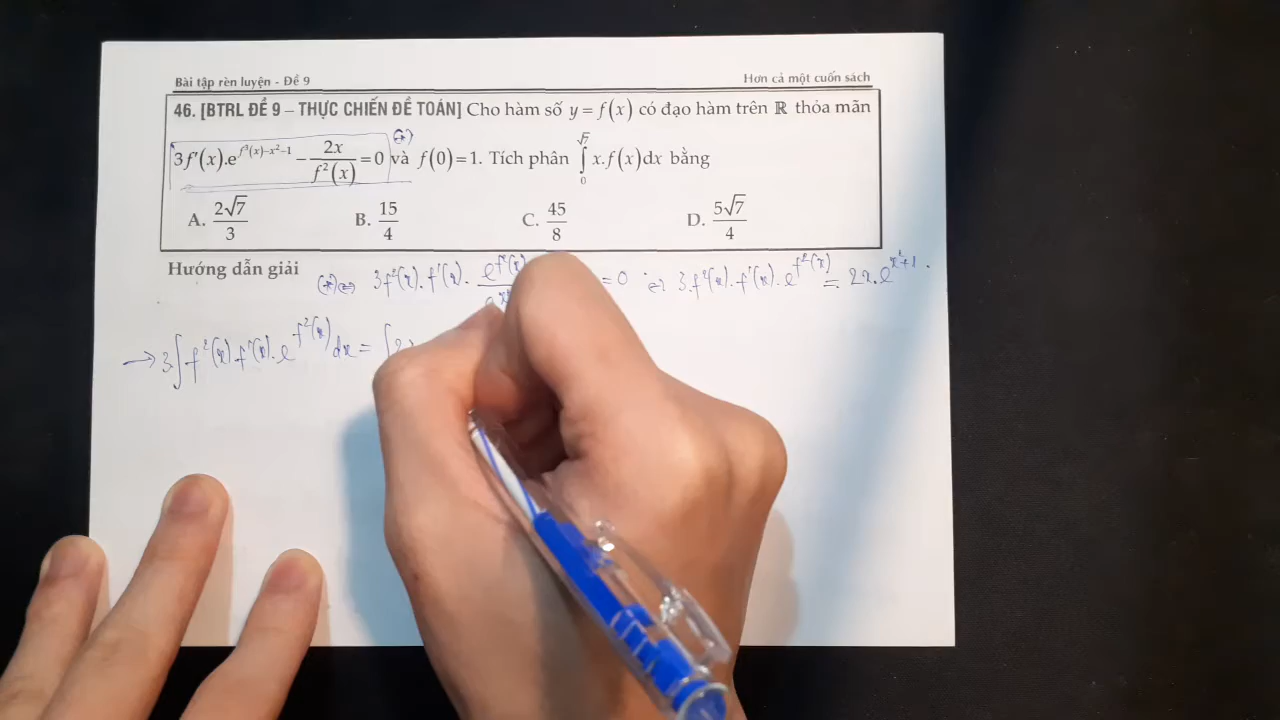 Bài tập rèn luyện - Đề 9 Hơn cả một cuốn sách
46. [BTRL ĐỀ 9 – THỰC CHIẾN ĐỀ TOÁN] Cho hàm số y = f(x) có đạo hàm trên ℝ thỏa mãn
3f'(x).e^{f³(x)−x²−1} − 2x/f²(x) = 0 và f(0) = 1. Tích phân ∫₀^{√7} x.f(x)dx bằng
(*)
A. 2√7/3 B. 15/4 C. 45/8 D. 5√7/4
Hướng dẫn giải
(*) ⇔ 3f²(x).f'(x). = 0 ⇔ 3.f²(x).f'(x).e^{f³(x)} = 2x.e^{x²+1}.
→ 3∫f²(x)f'(x).e^{f³(x)}dx = ∫2x